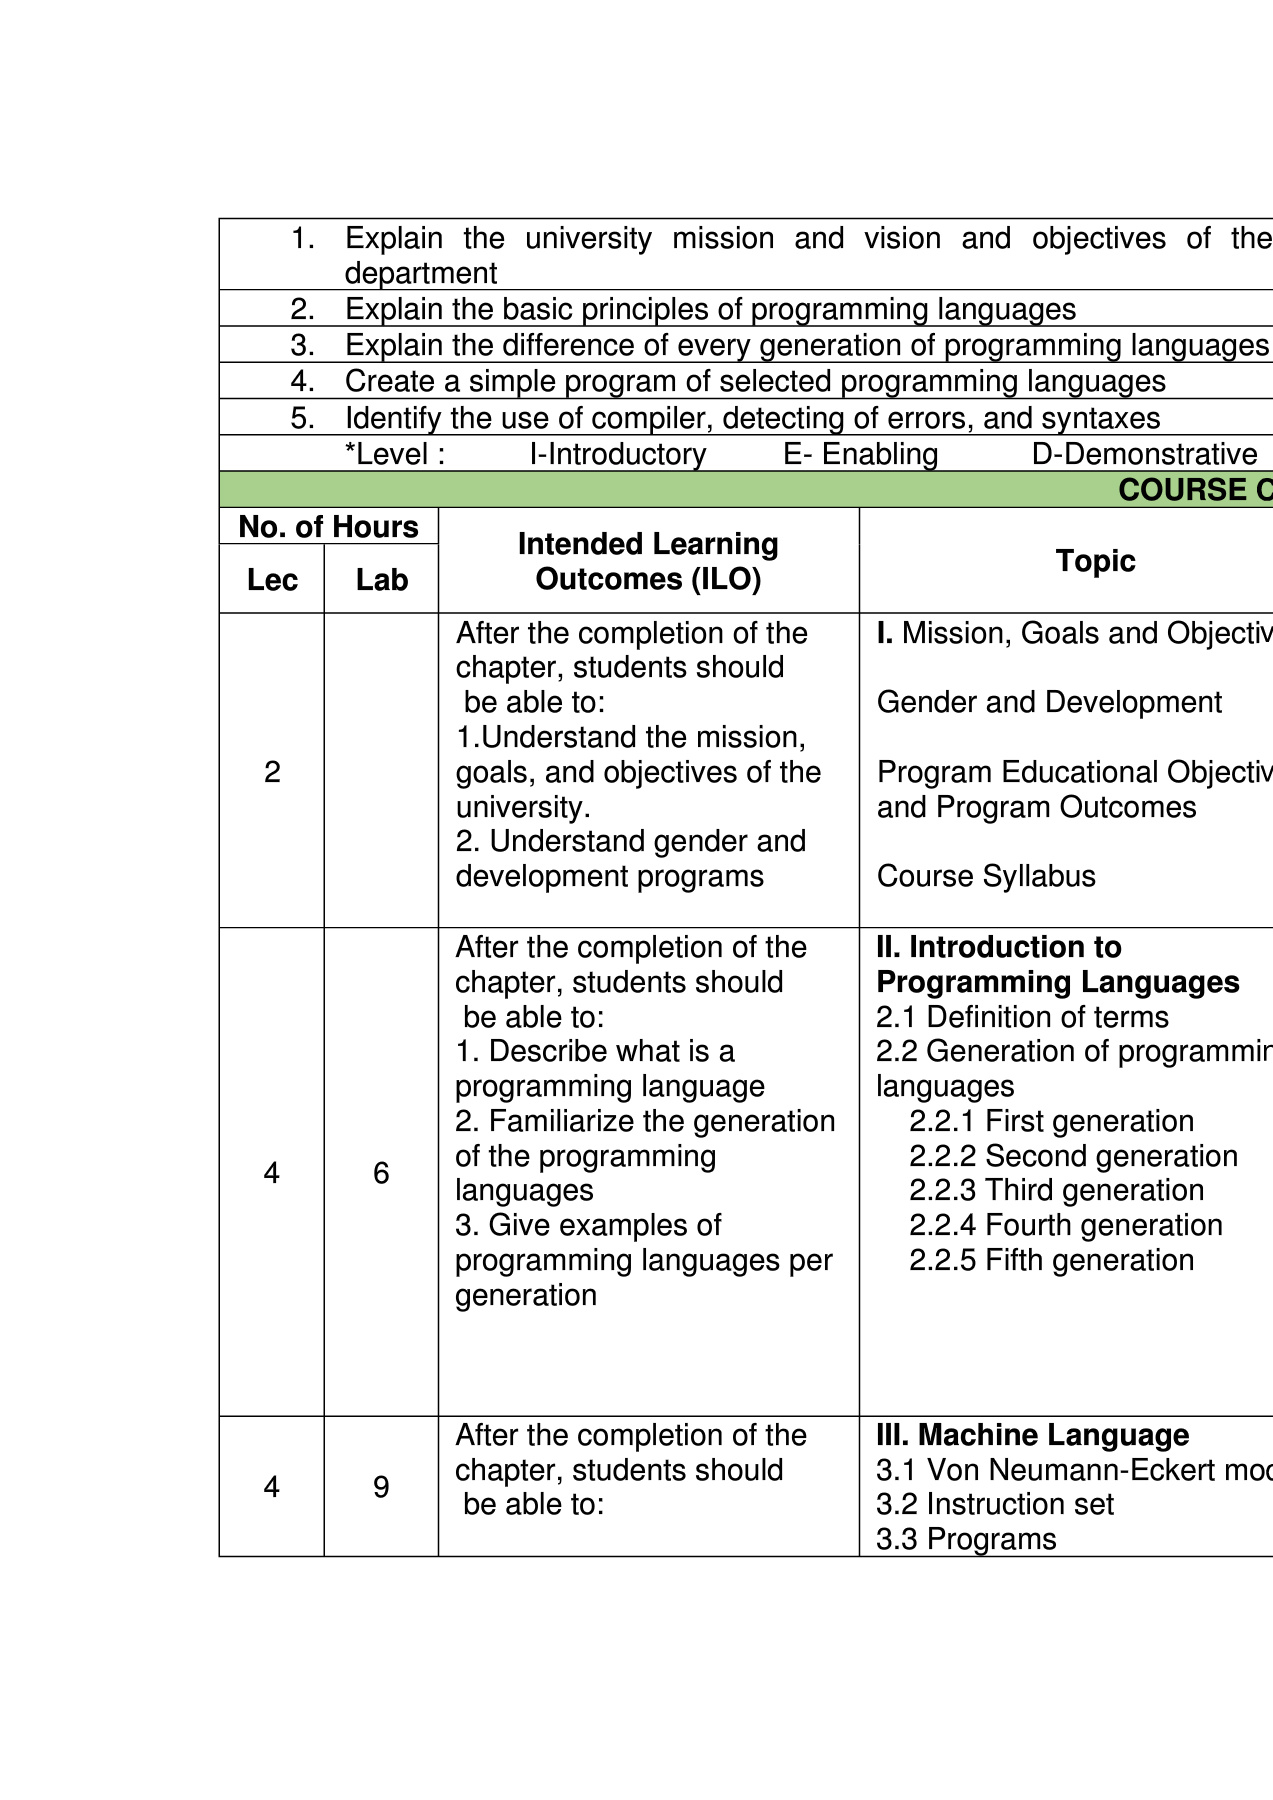 1. Explain the university mission and vision and objectives of the
department
2. Explain the basic principles of programming languages
3. Explain the difference of every generation of programming languages
4. Create a simple program of selected programming languages
5. Identify the use of compiler, detecting of errors, and syntaxes
*Level : I-Introductory E- Enabling D-Demonstrative
COURSE C
No. of Hours
Lec
Lab
Intended Learning
Outcomes (ILO)
Topic
2
After the completion of the
chapter, students should
be able to:
1.Understand the mission,
goals, and objectives of the
university.
2. Understand gender and
development programs
I. Mission, Goals and Objectiv
Gender and Development
Program Educational Objectiv
and Program Outcomes
Course Syllabus
4
6
After the completion of the
chapter, students should
be able to:
1. Describe what is a
programming language
2. Familiarize the generation
of the programming
languages
3. Give examples of
programming languages per
generation
II. Introduction to
Programming Languages
2.1 Definition of terms
2.2 Generation of programmin
languages
2.2.1 First generation
2.2.2 Second generation
2.2.3 Third generation
2.2.4 Fourth generation
2.2.5 Fifth generation
4
9
After the completion of the
chapter, students should
be able to:
III. Machine Language
3.1 Von Neumann-Eckert mo
3.2 Instruction set
3.3 Programs